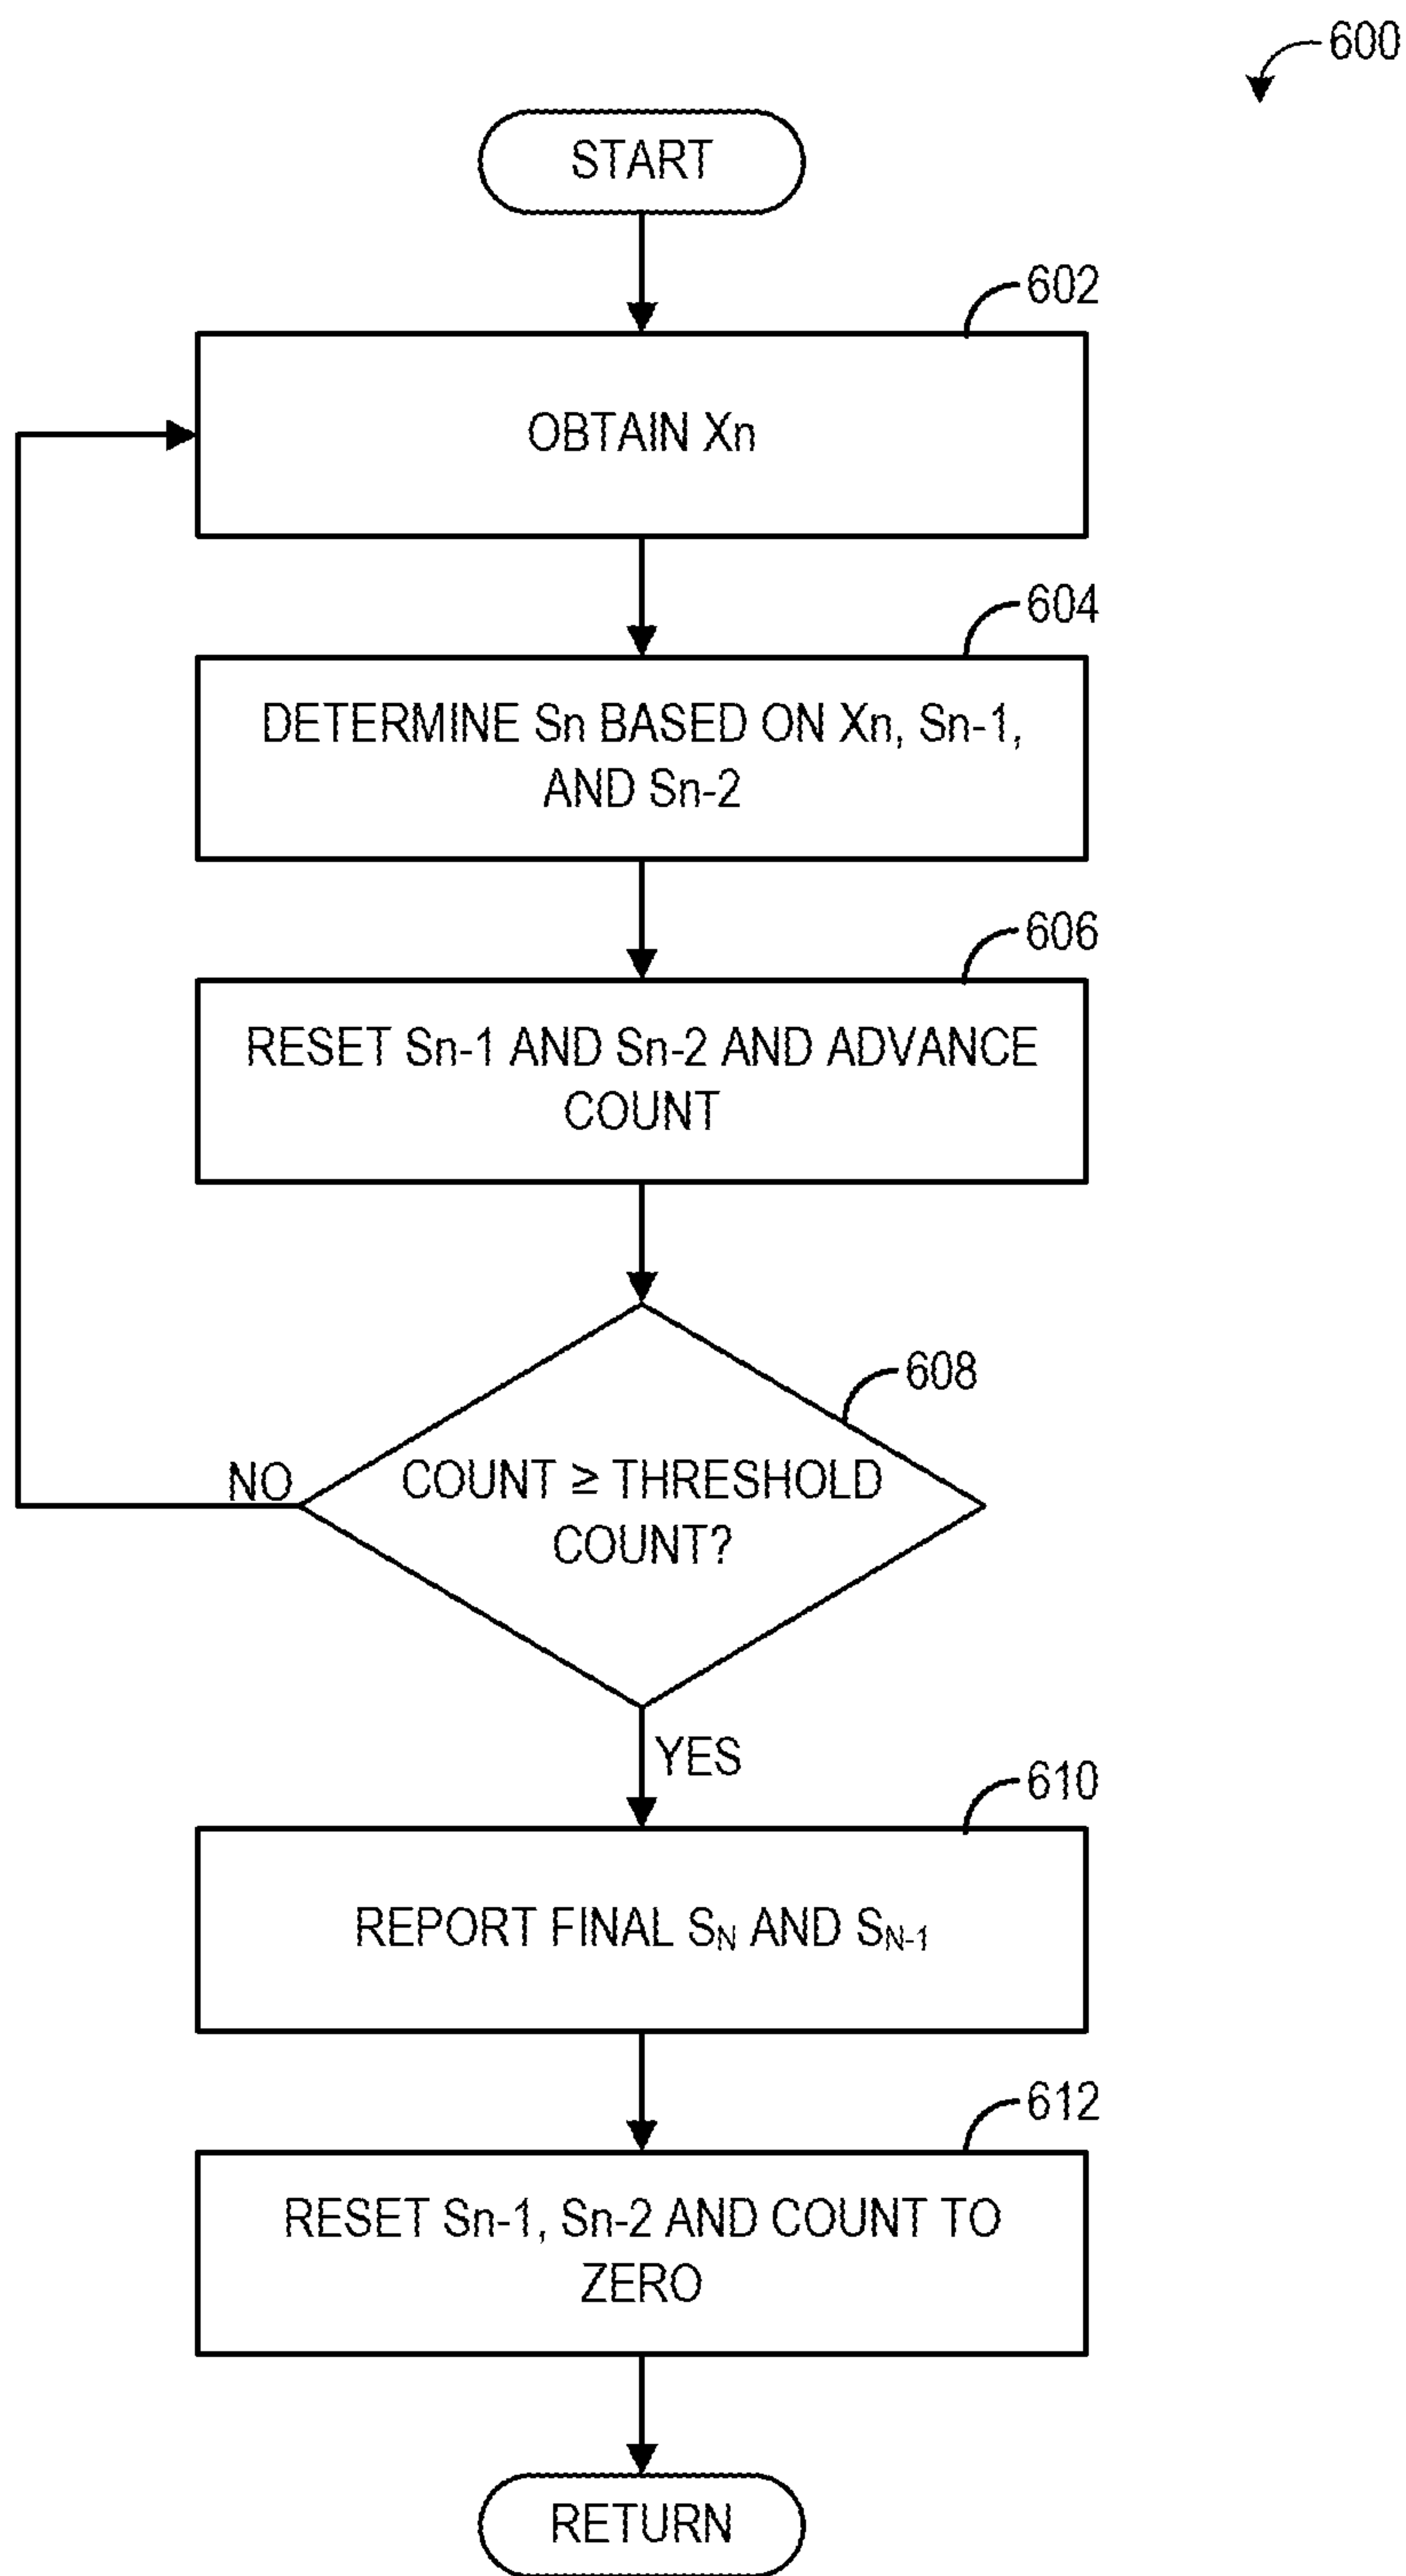 600
START
602
OBTAIN Xn
604
DETERMINE Sn BASED ON Xn, Sn-1,
AND Sn-2
606
RESET Sn-1 AND Sn-2 AND ADVANCE
COUNT
608
NO
COUNT ≥ THRESHOLD
COUNT?
YES
610
REPORT FINAL S_N AND S_{N-1}
612
RESET Sn-1, Sn-2 AND COUNT TO
ZERO
RETURN